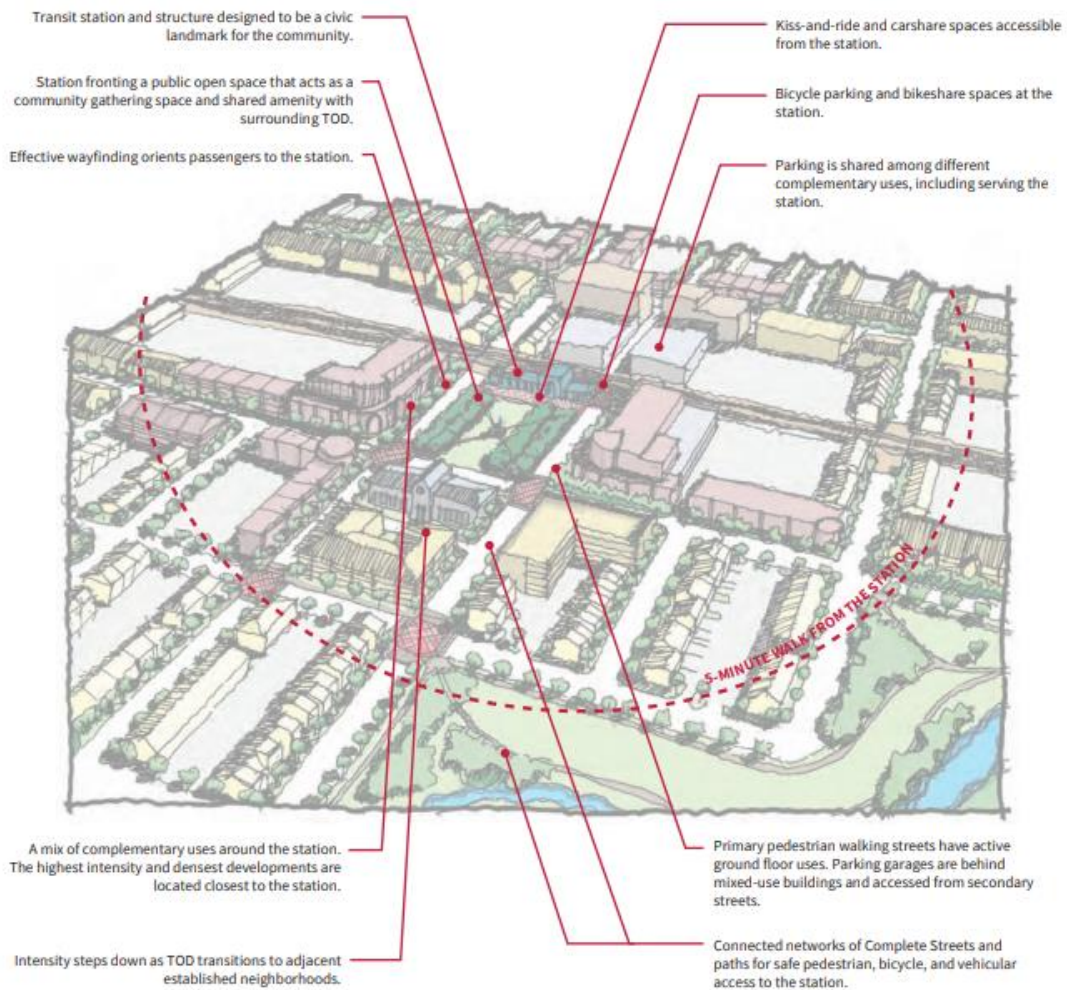 Transit station and structure designed to be a civic
landmark for the community.
Station fronting a public open space that acts as a
community gathering space and shared amenity with
surrounding TOD.
Effective wayfinding orients passengers to the station.
Kiss-and-ride and carshare spaces accessible
from the station.
Bicycle parking and bikeshare spaces at the
station.
Parking is shared among different
complementary uses, including serving the
station.
5-MINUTE WALK FROM THE STATION
A mix of complementary uses around the station.
The highest intensity and densest developments are
located closest to the station.
Intensity steps down as TOD transitions to adjacent
established neighborhoods.
Primary pedestrian walking streets have active
ground floor uses. Parking garages are behind
mixed-use buildings and accessed from secondary
streets.
Connected networks of Complete Streets and
paths for safe pedestrian, bicycle, and vehicular
access to the station.